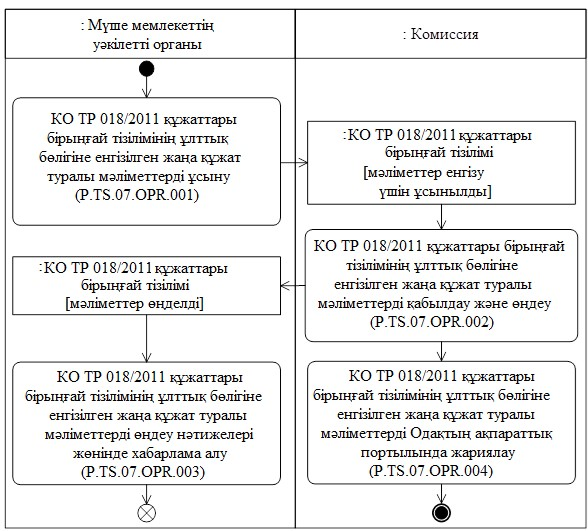 : Мүше мемлекеттің
уәкілетті органы
: Комиссия
КО ТР 018/2011 құжаттары
бірыңғай тізілімінің ұлттық
бөлігіне енгізілген жаңа құжат
туралы мәліметтерді ұсыну
(P.TS.07.OPR.001)
:КО ТР 018/2011 құжаттары
бірыңғай тізілімі
[мәліметтер енгізу
үшін ұсынылды]
КО ТР 018/2011 құжаттары бірыңғай
тізілімінің ұлттық бөлігіне
енгізілген жаңа құжат туралы
мәліметтерді қабылдау және өңдеу
(P.TS.07.OPR.002)
:КО ТР 018/2011 құжаттары
бірыңғай тізілімі
[мәліметтер өңделді]
КО ТР 018/2011 құжаттары
бірыңғай тізілімінің ұлттық бөлігіне
енгізілген жаңа құжат туралы
мәліметтерді өңдеу нәтижелері
жөнінде хабарлама алу
(P.TS.07.OPR.003)
КО ТР 018/2011 құжаттары
бірыңғай тізілімінің ұлттық бөлігіне
енгізілген жаңа құжат туралы
мәліметтерді Одақтың ақпараттық
порталында жариялау
(P.TS.07.OPR.004)